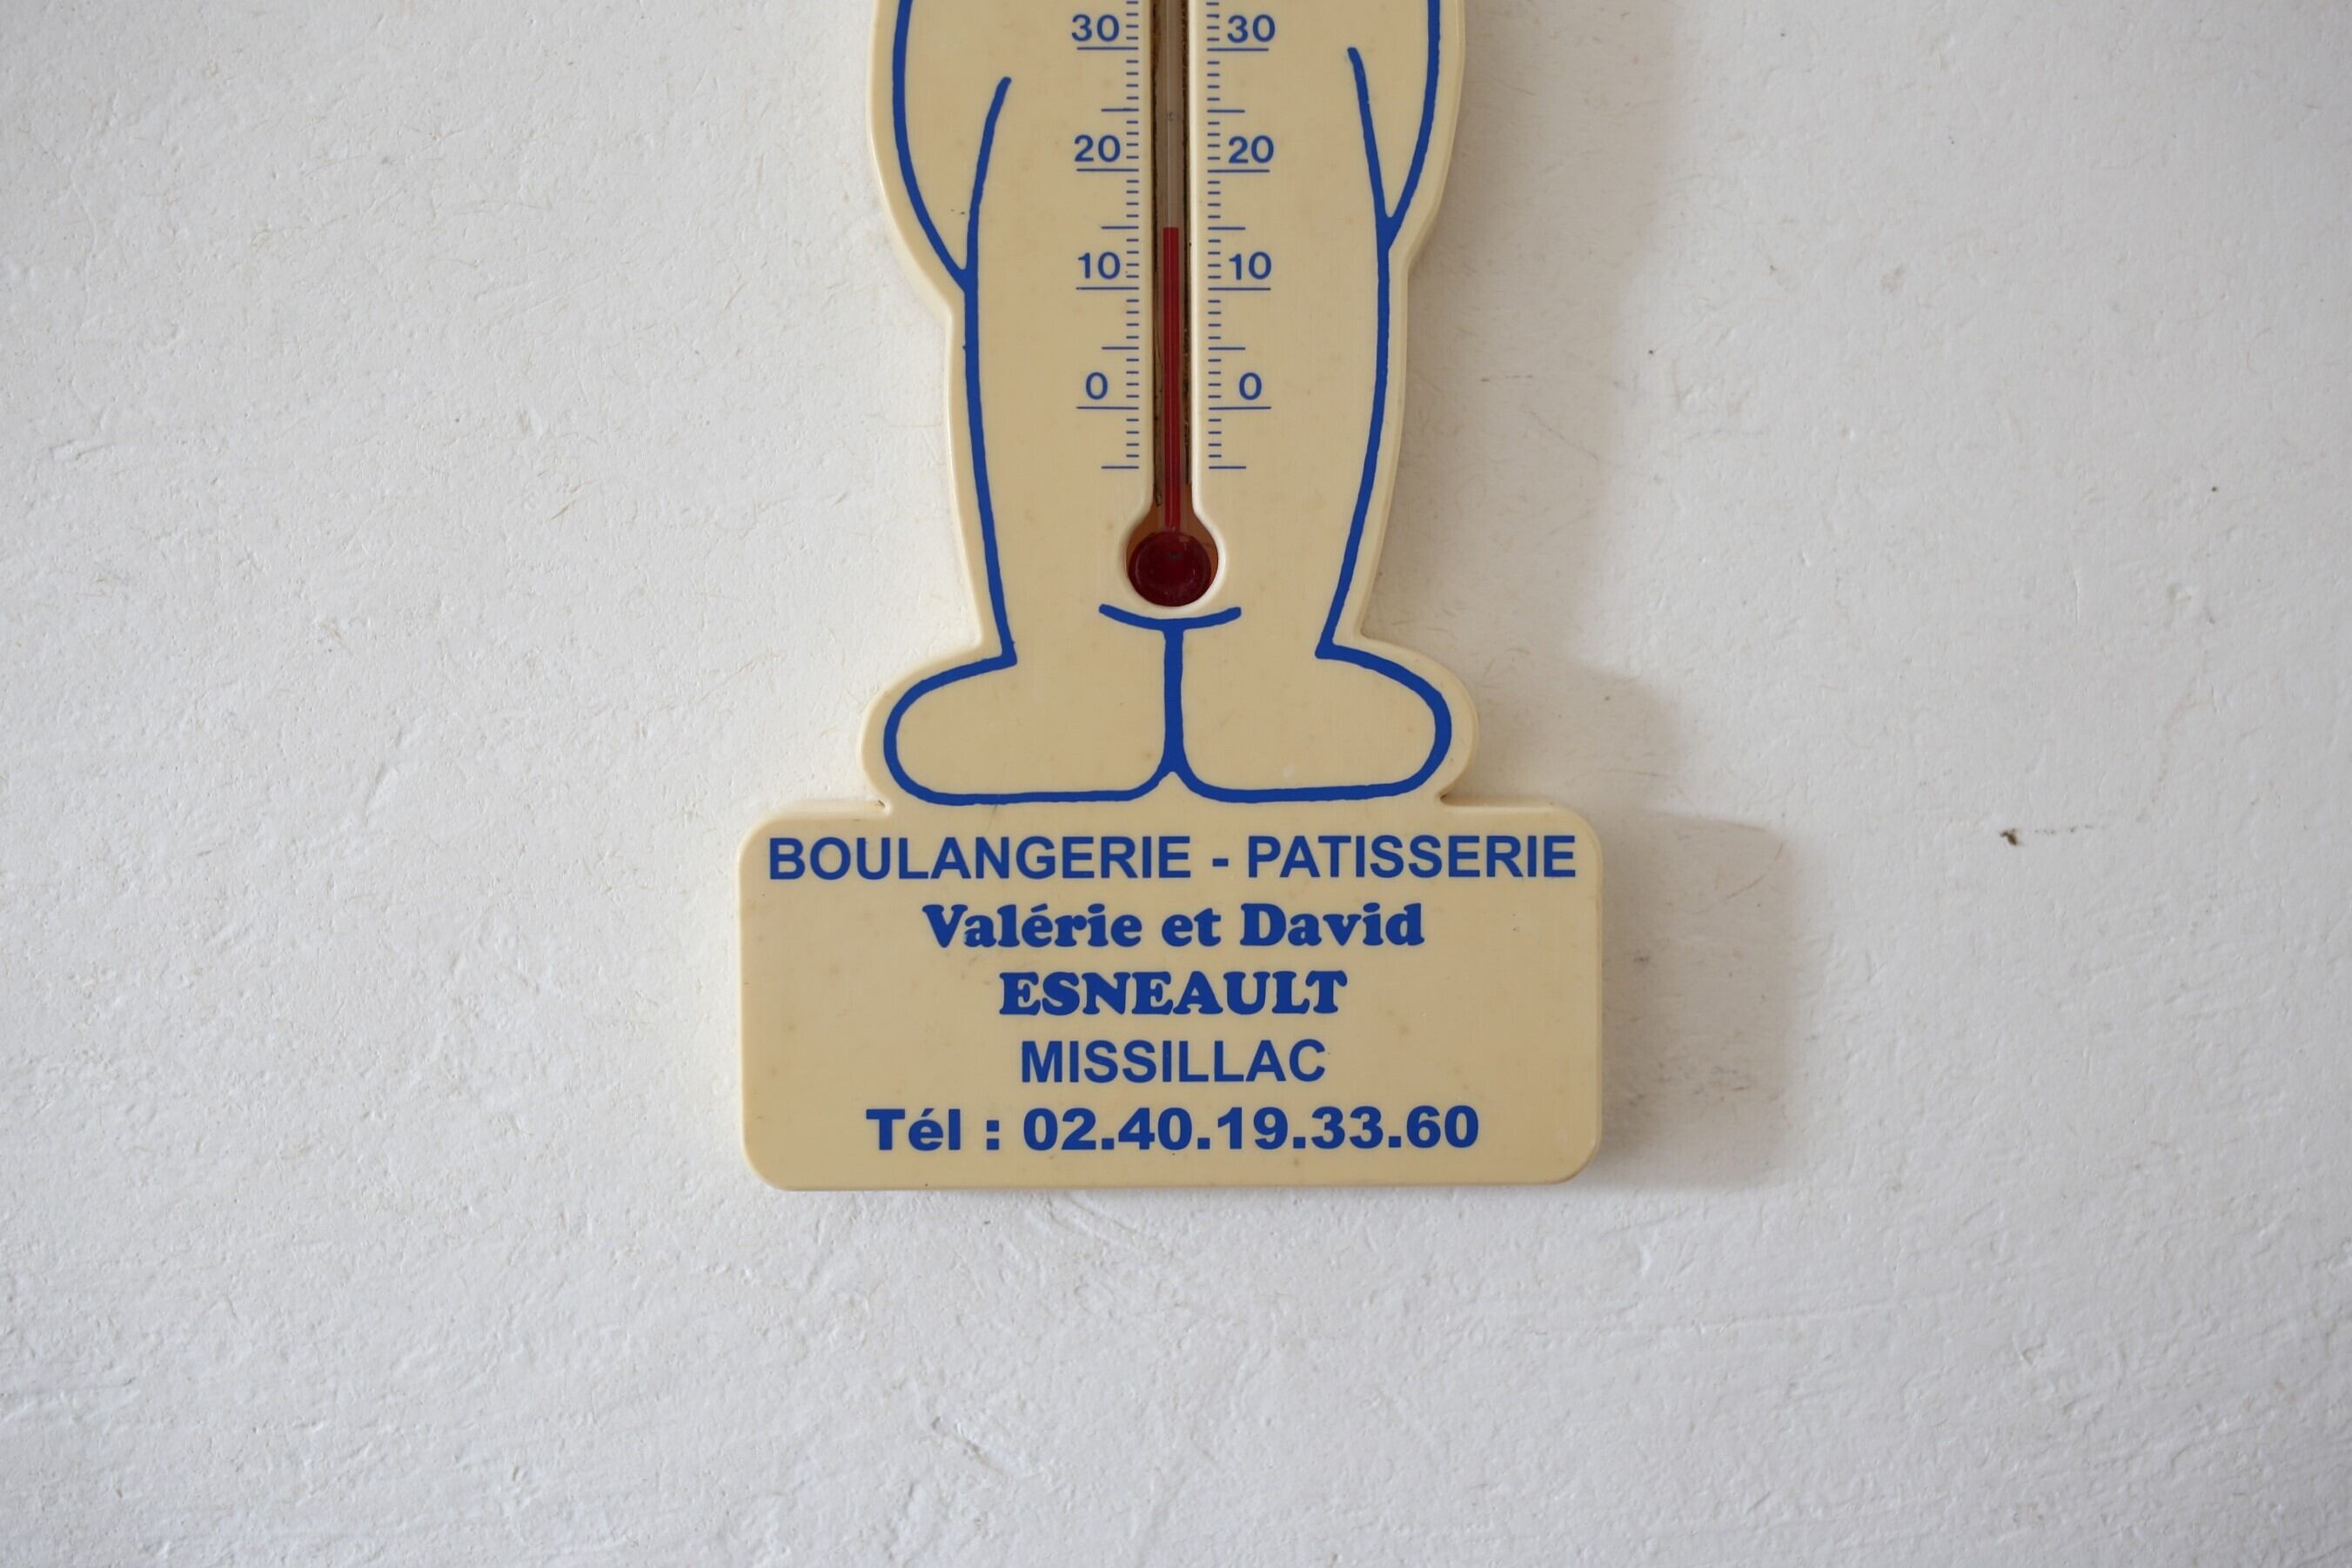 30 30
20 20
10 10
0 0
BOULANGERIE - PATISSERIE
Valérie et David
ESNEAULT
MISSILLAC
Tél : 02.40.19.33.60